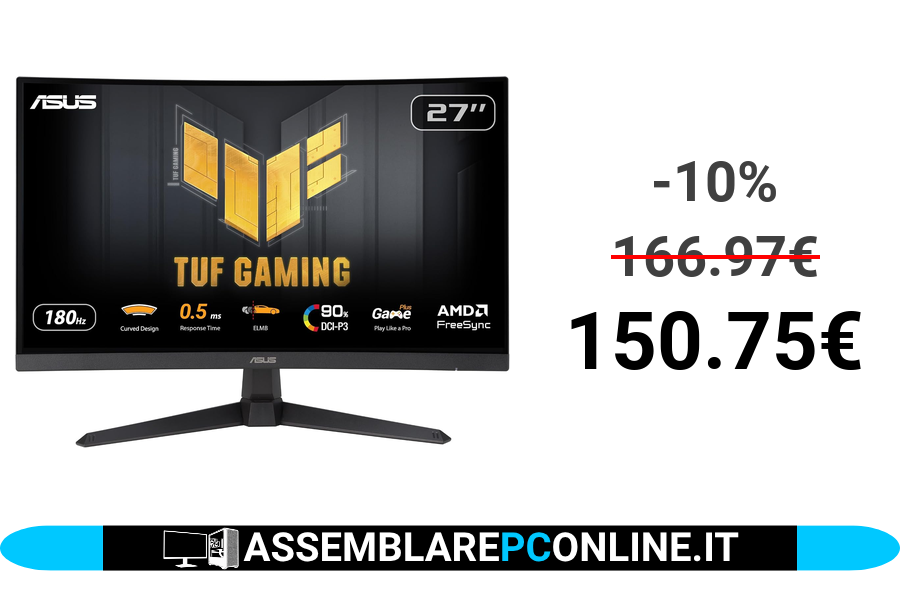 ASUS
27"
TUF GAMING
TUF GAMING
180Hz
Curved Design
0.5 ms
Response Time
ELMB
90%
DCI-P3
Game Plus
Play Like a Pro
AMD
FreeSync
ASUS
-10%
166.97€
150.75€
ASSEMBLAREPCONLINE.IT